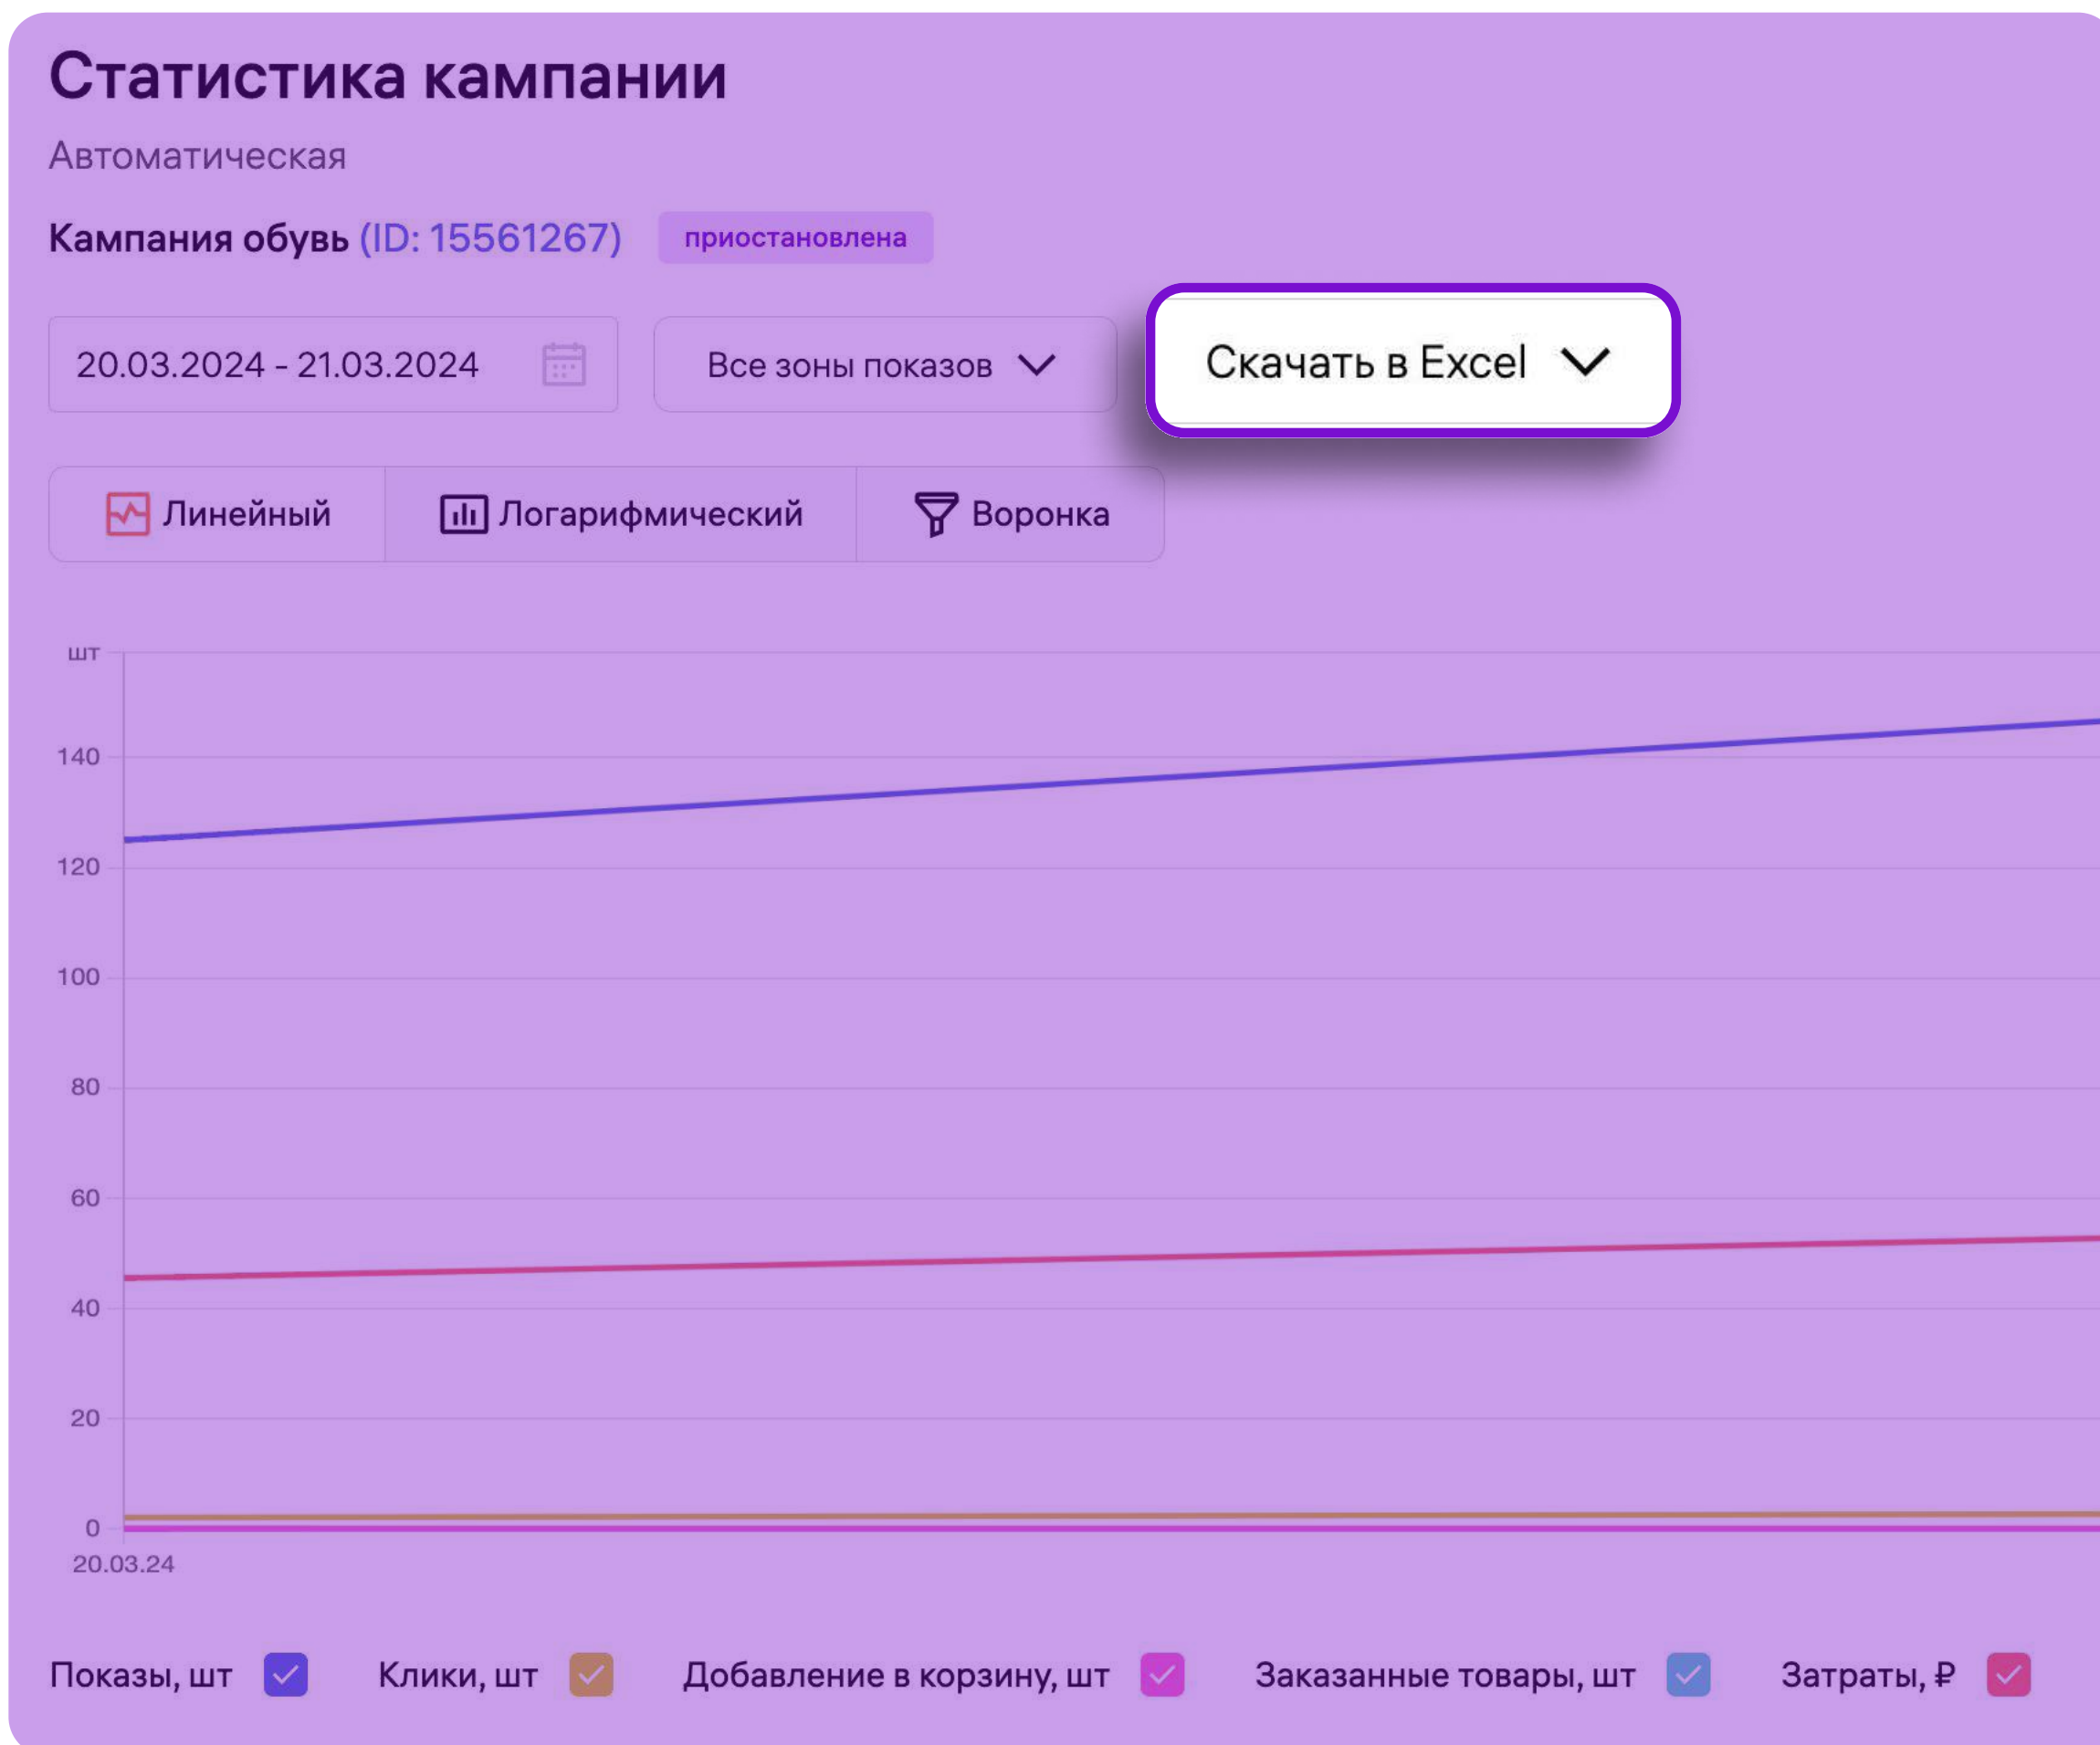 Статистика кампании
Автоматическая
Кампания обувь (ID: 15561267) приостановлена
20.03.2024 - 21.03.2024 Все зоны показов Скачать в Excel
Линейный Логарифмический Воронка
шт
140
120
100
80
60
40
20
0
20.03.24
Показы, шт Клики, шт Добавление в корзину, шт Заказанные товары, шт Затраты, ₽